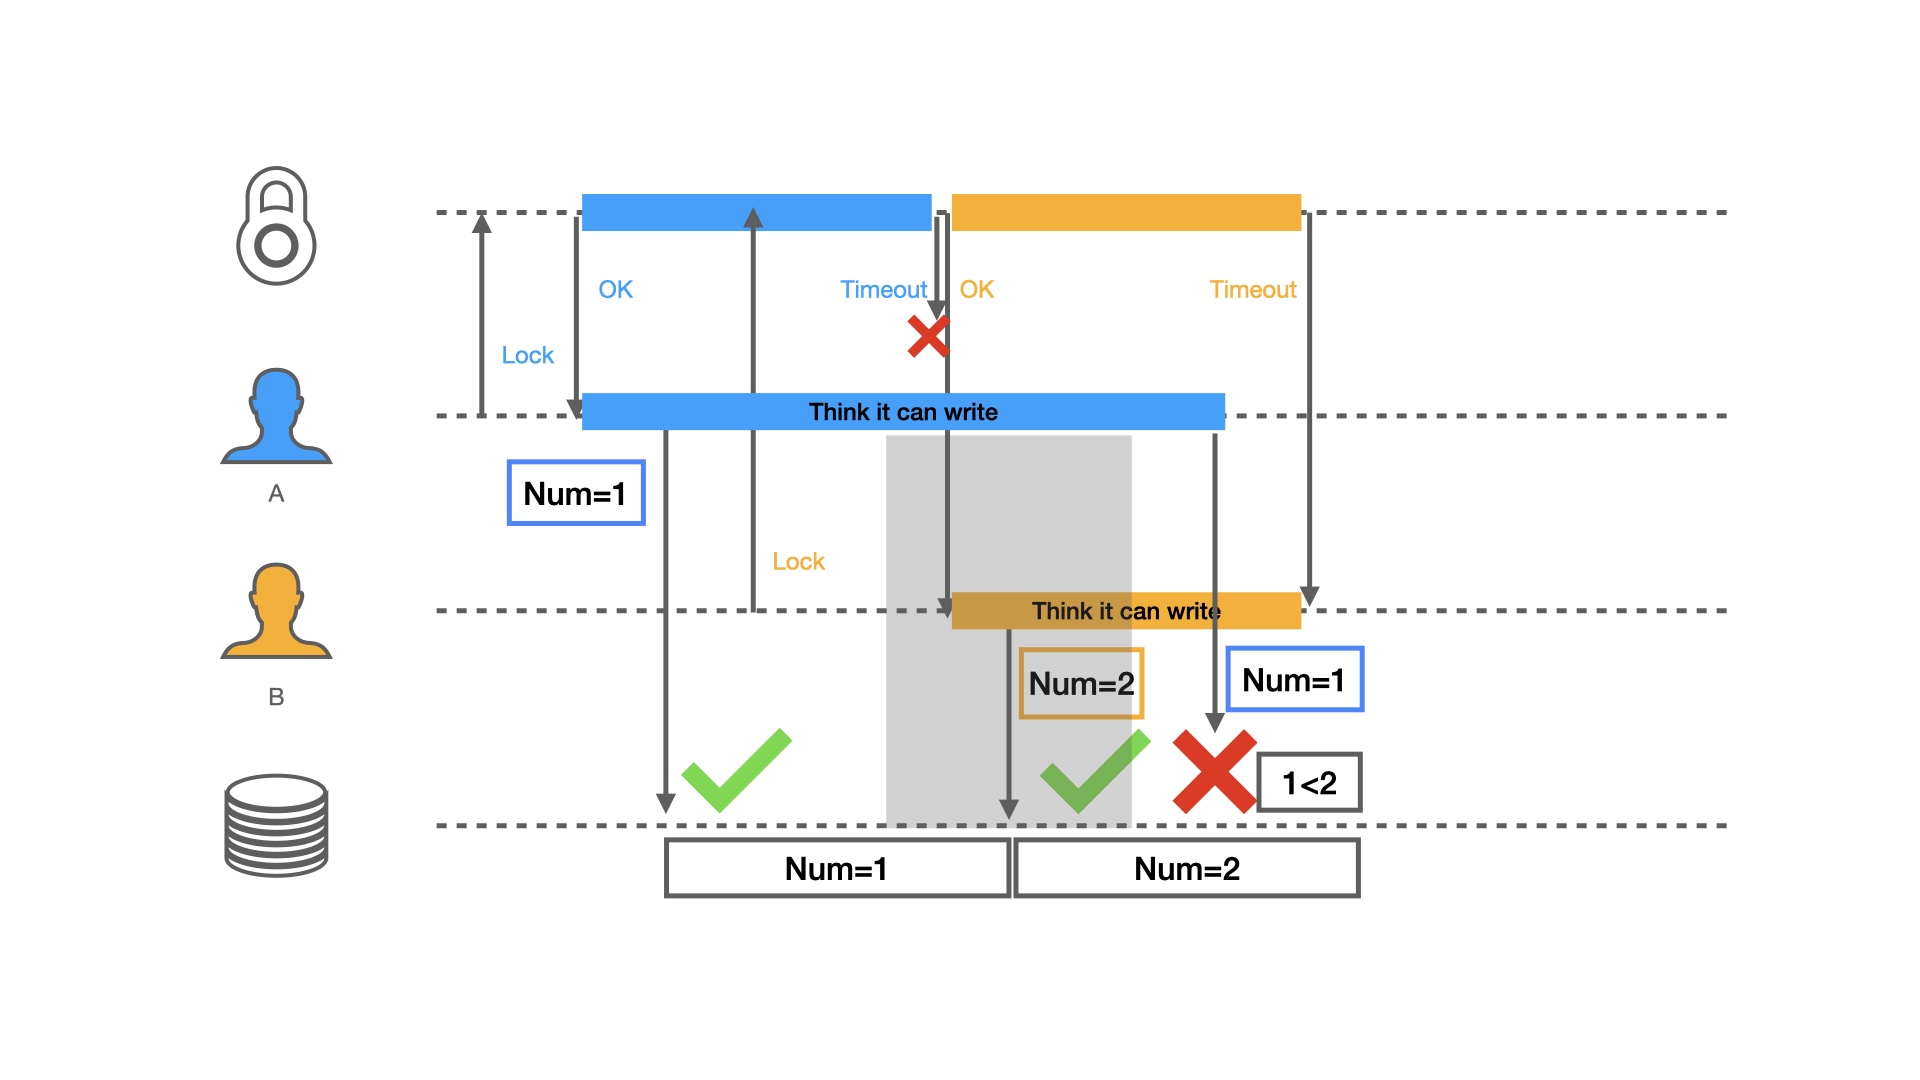 OK
Timeout
OK
Timeout
Lock
Think it can write
A
Num=1
Lock
Think it can write
B
Num=2
Num=1
1<2
Num=1
Num=2